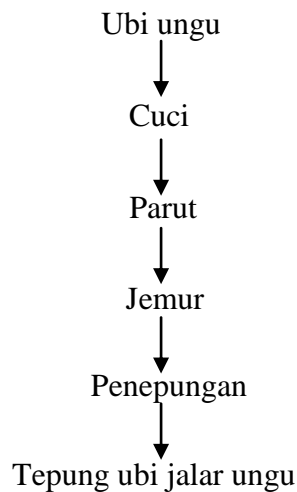 Ubi ungu
Cuci
Parut
Jemur
Penepungan
Tepung ubi jalar ungu